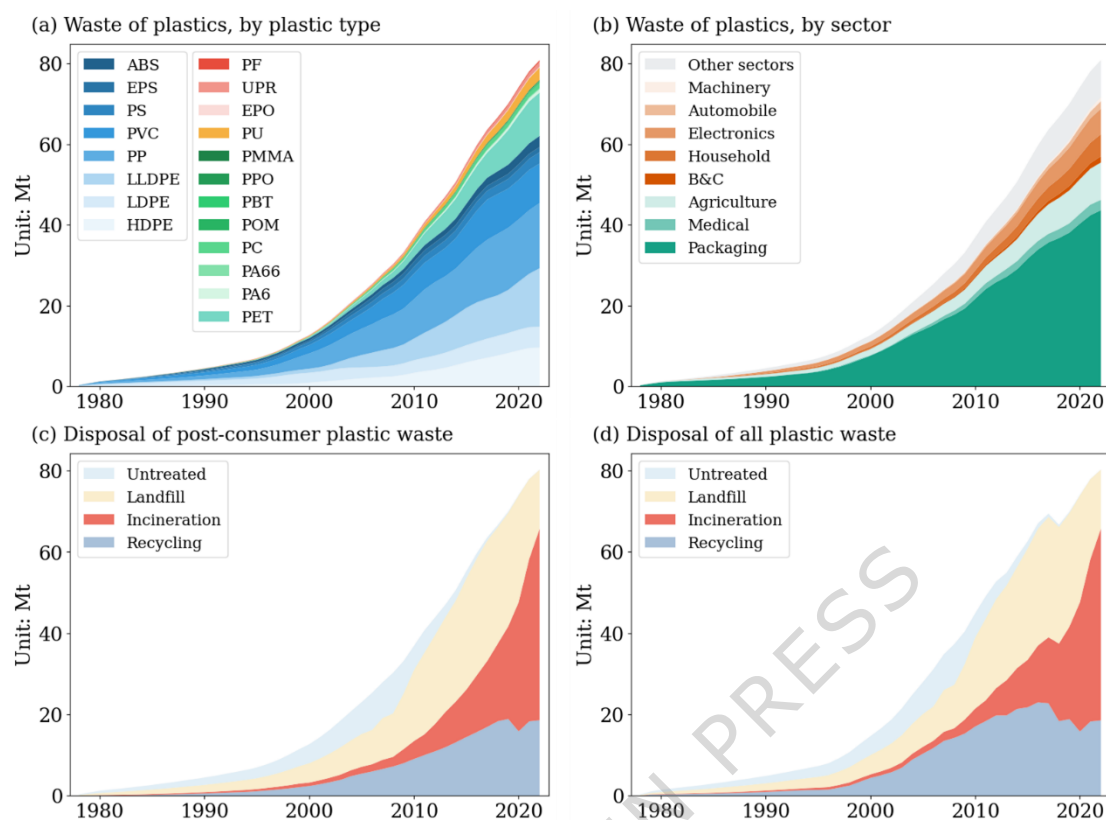 (a) Waste of plastics, by plastic type
80
60
40
20
0
Unit: Mt
ABS
EPS
PS
PVC
PP
LLDPE
LDPE
HDPE
PF
UPR
EPO
PU
PMMA
PPO
PBT
POM
PC
PA66
PA6
PET
1980 1990 2000 2010 2020
(b) Waste of plastics, by sector
80
60
40
20
0
Unit: Mt
Other sectors
Machinery
Automobile
Electronics
Household
B&C
Agriculture
Medical
Packaging
1980 1990 2000 2010 2020
(c) Disposal of post-consumer plastic waste
80
60
40
20
0
Unit: Mt
Untreated
Landfill
Incineration
Recycling
1980 1990 2000 2010 2020
(d) Disposal of all plastic waste
80
60
40
20
0
Unit: Mt
Untreated
Landfill
Incineration
Recycling
1980 1990 2000 2010 2020
N PRESS